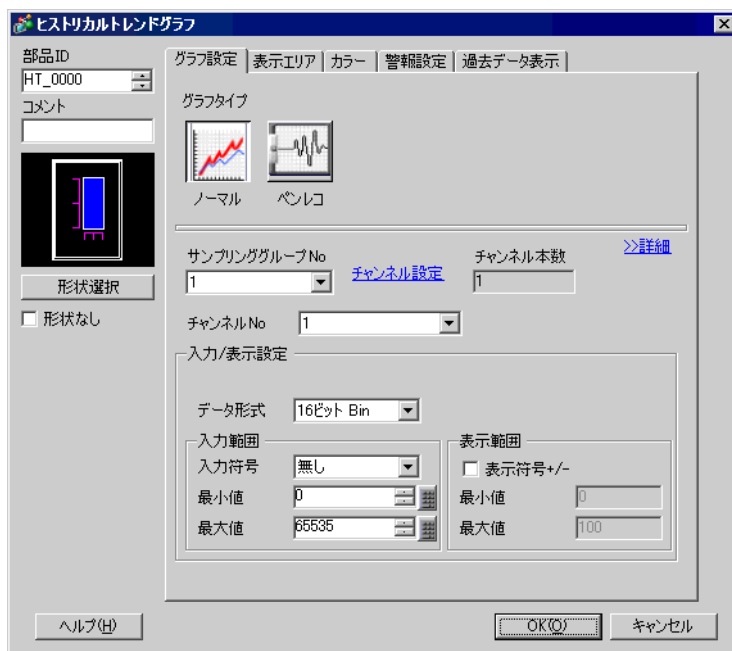 ヒストリカルトレンドグラフ
部品ID
HT_0000
コメント
形状選択
形状なし
グラフ設定 表示エリア カラー 警報設定 過去データ表示
グラフタイプ
ノーマル ペンレコ
>>詳細
サンプリンググループNo チャンネル設定 チャンネル本数
1 1
チャンネルNo 1
入力/表示設定
データ形式 16ビット Bin
入力範囲 表示範囲
入力符号 無し 表示符号+/-
最小値 0 最小値 0
最大値 65535 最大値 100
ヘルプ(H) OK(O) キャンセル